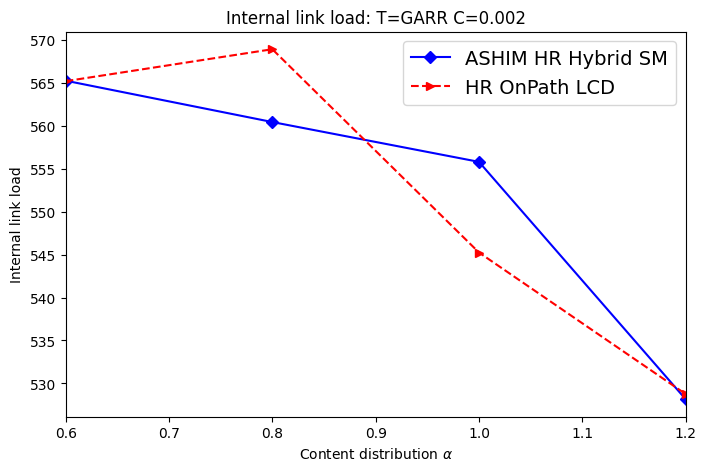 Internal link load: T=GARR C=0.002
570
565
560
555
550
545
540
535
530
Internal link load
ASHIM HR Hybrid SM
HR OnPath LCD
0.6 0.7 0.8 0.9 1.0 1.1 1.2
Content distribution α